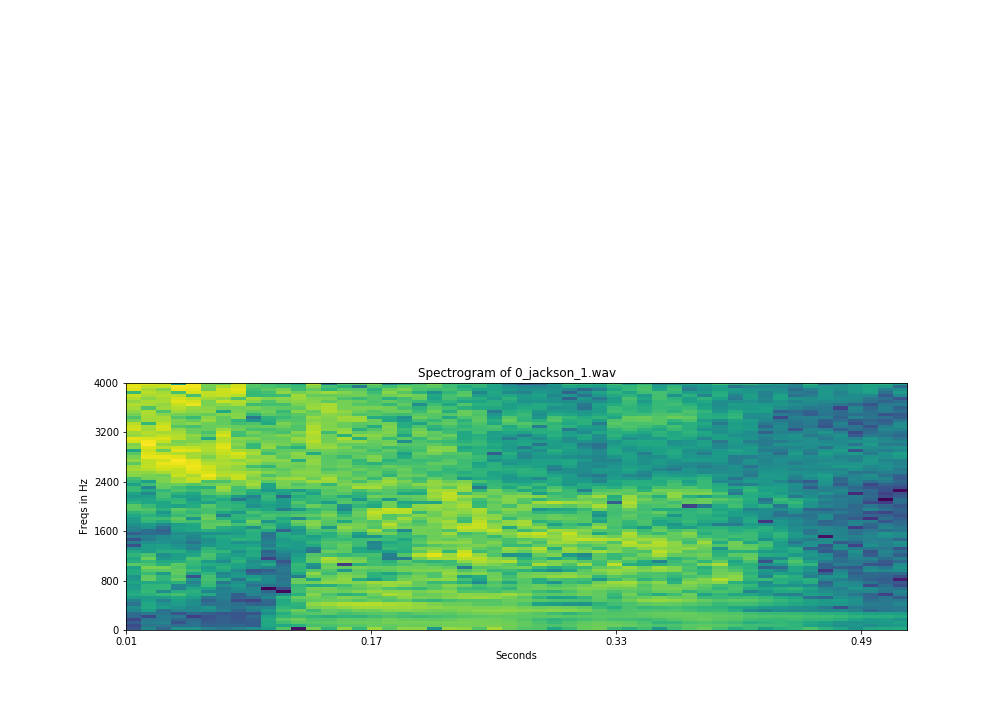 Spectrogram of 0_jackson_1.wav
4000
3200
2400
1600
800
0
Freqs in Hz
0.01 0.17 0.33 0.49
Seconds